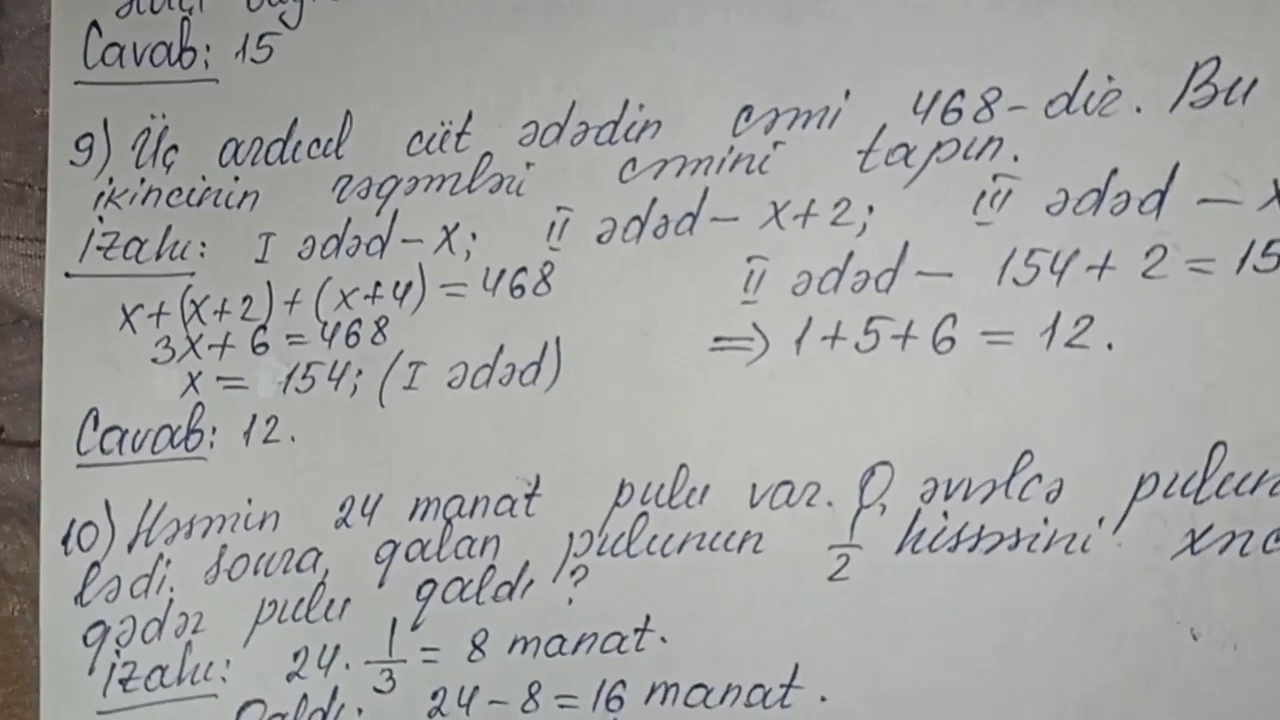 Cavab: 15
9) Üç ardıcıl cüt ədədin cəmi 468-dir. Bu
ikincinin rəqəmləri cəmini tapın.
İzahı: I ədəd – x; II ədəd – x+2; III ədəd – x
x+(x+2)+(x+4)=468
3x+6=468
x = 154; (I ədəd)
II ədəd – 154+2=15
=> 1+5+6 = 12.
Cavab: 12.
10) Həsənin 24 manat pulu var. O, əvvəlcə pulun
lədi. Sonra, qalan pulunun 1/2 hissəsini xərc
qədər pulu qaldı?
İzahı: 24 · 1/3 = 8 manat.
Qaldı: 24-8=16 manat.